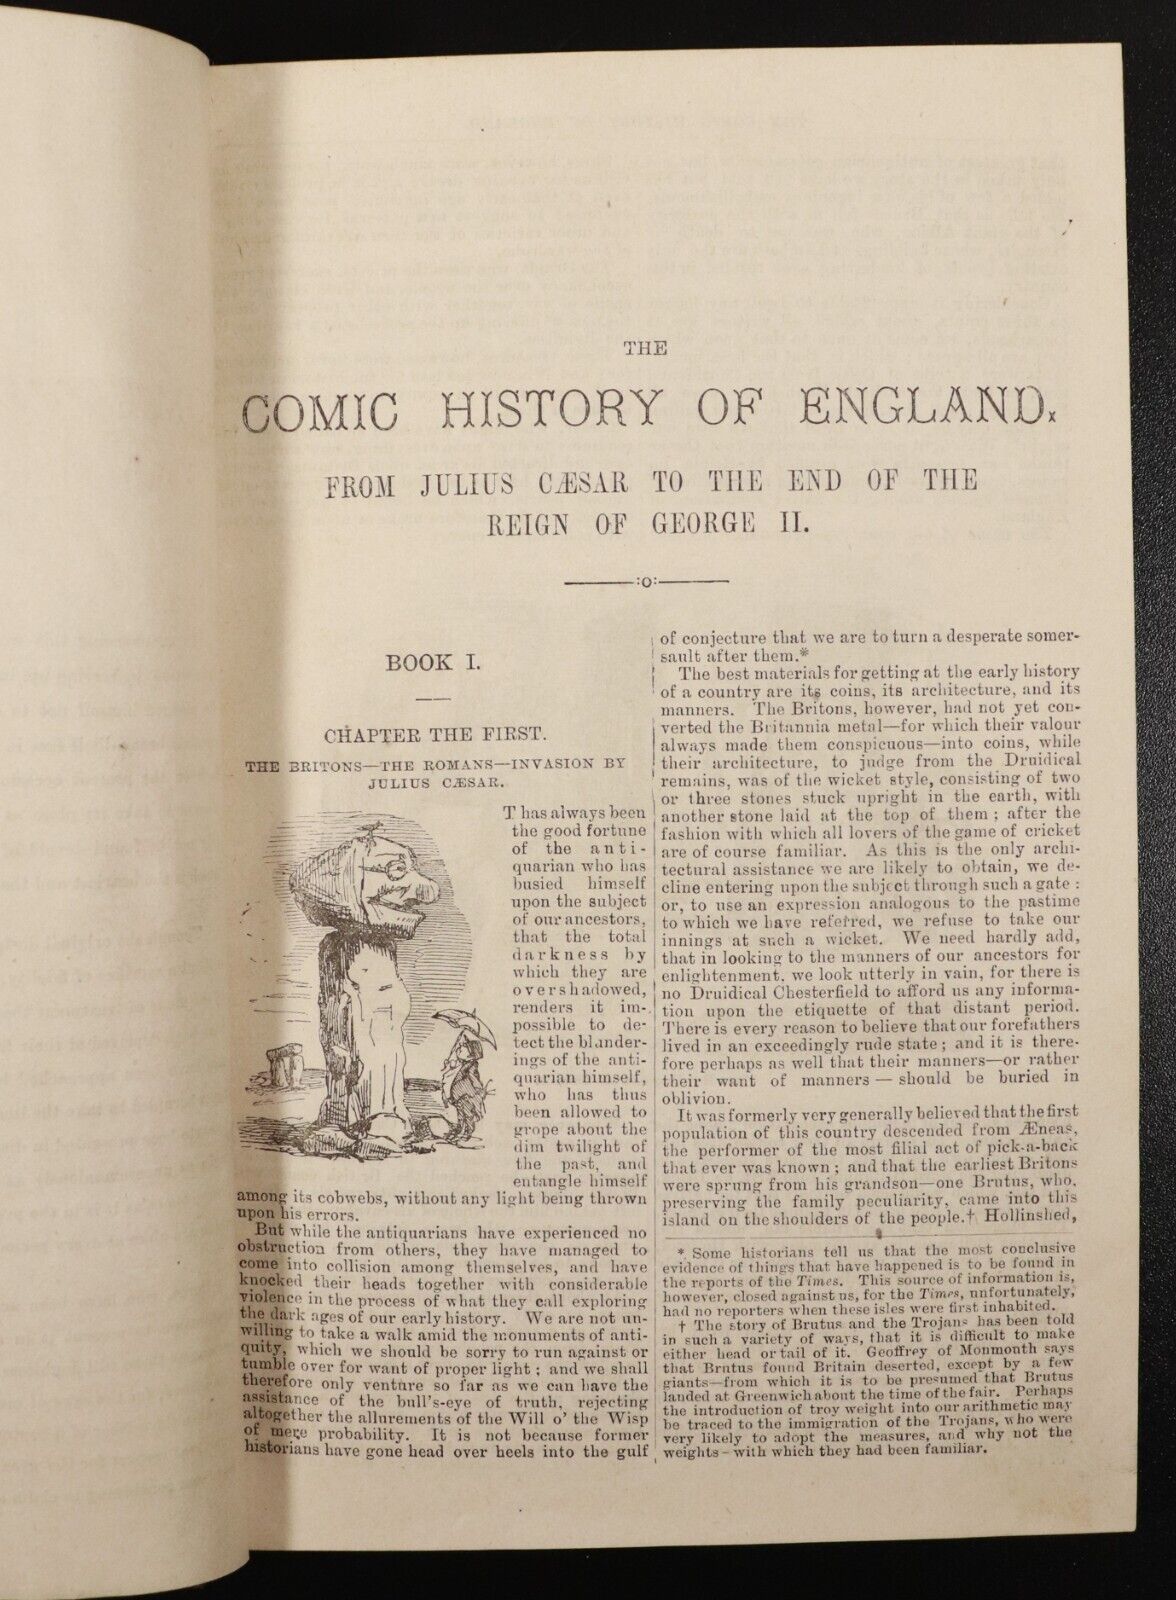 THE
COMIC HISTORY OF ENGLAND.
FROM JULIUS CÆSAR TO THE END OF THE
REIGN OF GEORGE II.
:o:
BOOK I.
CHAPTER THE FIRST.
THE BRITONS—THE ROMANS—INVASION BY
JULIUS CÆSAR.
T has always been
the good fortune
of the anti-
quarian who has
busied himself
upon the subject
of our ancestors,
that the total
darkness by
which they are
overshadowed,
renders it im-
possible to de-
tect the blunder-
ings of the anti-
quarian himself,
who has thus
been allowed to
grope about the
dim twilight of
the past, and
entangle himself
among its cobwebs, without any light being thrown
upon his errors.
But while the antiquarians have experienced no
obstruction from others, they have managed to
come into collision among themselves, and have
knocked their heads together with considerable
violence in the process of what they call exploring
the dark ages of our early history. We are not un-
willing to take a walk amid the monuments of anti-
quity, which we should be sorry to run against or
tumble over for want of proper light; and we shall
therefore only venture so far as we can have the
assistance of the bull's-eye of truth, rejecting
altogether the allurements of the Will o' the Wisp
of mere probability. It is not because former
historians have gone head over heels into the gulf
of conjecture that we are to turn a desperate somer-
sault after them.*
The best materials for getting at the early history
of a country are its coins, its architecture, and its
manners. The Britons, however, had not yet con-
verted the Britannia metal—for which their valour
always made them conspicuous—into coins, while
their architecture, to judge from the Druidical
remains, was of the wicket style, consisting of two
or three stones stuck upright in the earth, with
another stone laid at the top of them; after the
fashion with which all lovers of the game of cricket
are of course familiar. As this is the only archi-
tectural assistance we are likely to obtain, we de-
cline entering upon the subject through such a gate:
or, to use an expression analogous to the pastime
to which we have referred, we refuse to take our
innings at such a wicket. We need hardly add,
that in looking to the manners of our ancestors for
enlightenment, we look utterly in vain, for there is
no Druidical Chesterfield to afford us any informa-
tion upon the etiquette of that distant period.
There is every reason to believe that our forefathers
lived in an exceedingly rude state; and it is there-
fore perhaps as well that their manners—or rather
their want of manners — should be buried in
oblivion.
It was formerly very generally believed that the first
population of this country descended from Æneas,
the performer of the most filial act of pick-a-back
that ever was known; and that the earliest Britons
were sprung from his grandson—one Brutus, who,
preserving the family peculiarity, came into this
island on the shoulders of the people.† Hollinshed,
* Some historians tell us that the most conclusive
evidence of things that have happened is to be found in
the reports of the Times. This source of information is,
however, closed against us, for the Times, unfortunately,
had no reporters when these isles were first inhabited.
† The story of Brutus and the Trojans has been told
in such a variety of ways, that it is difficult to make
either head or tail of it. Geoffrey of Monmouth says
that Brutus found Britain deserted, except by a few
giants—from which it is to be presumed that Brutus
landed at Greenwich about the time of the fair. Perhaps
the introduction of troy weight into our arithmetic may
be traced to the immigration of the Trojans, who were
very likely to adopt the measures, and why not the
weights - with which they had been familiar.